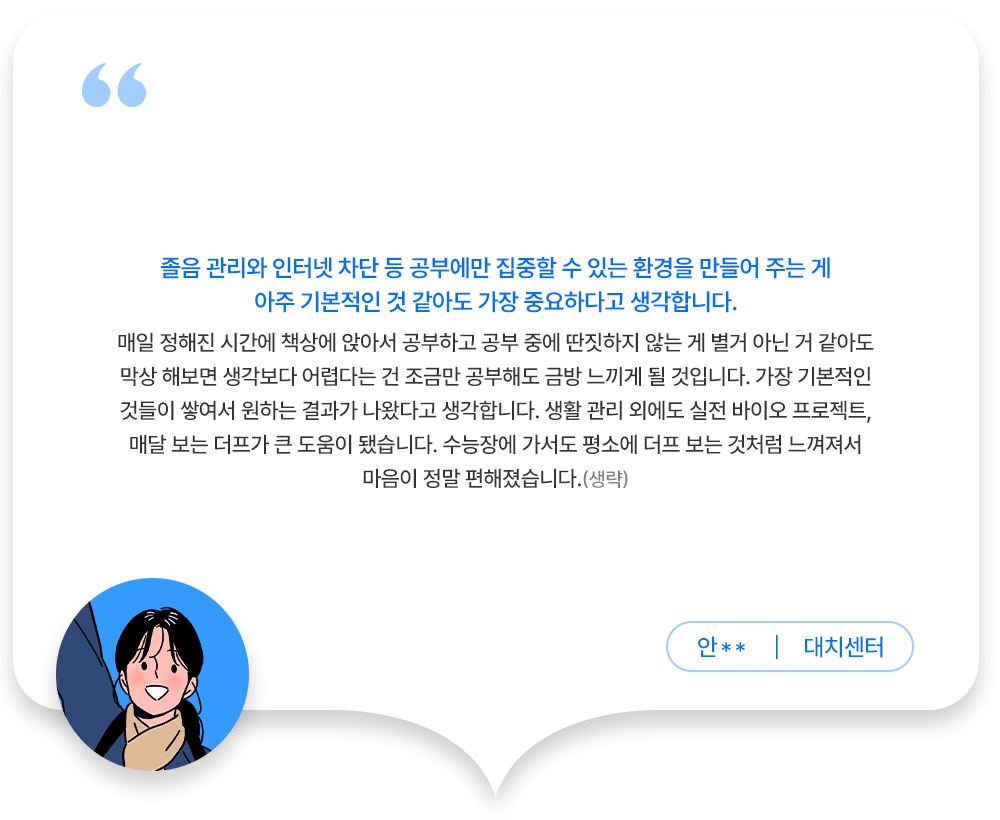 “
졸음 관리와 인터넷 차단 등 공부에만 집중할 수 있는 환경을 만들어 주는 게
아주 기본적인 것 같아도 가장 중요하다고 생각합니다.
매일 정해진 시간에 책상에 앉아서 공부하고 공부 중에 딴짓하지 않는 게 별거 아닌 거 같아도
막상 해보면 생각보다 어렵다는 건 조금만 공부해도 금방 느끼게 될 것입니다. 가장 기본적인
것들이 쌓여서 원하는 결과가 나왔다고 생각합니다. 생활 관리 외에도 실전 바이오 프로젝트,
매달 보는 더프가 큰 도움이 됐습니다. 수능장에 가서도 평소에 더프 보는 것처럼 느껴져서
마음이 정말 편해졌습니다.(생략)
안** | 대치센터